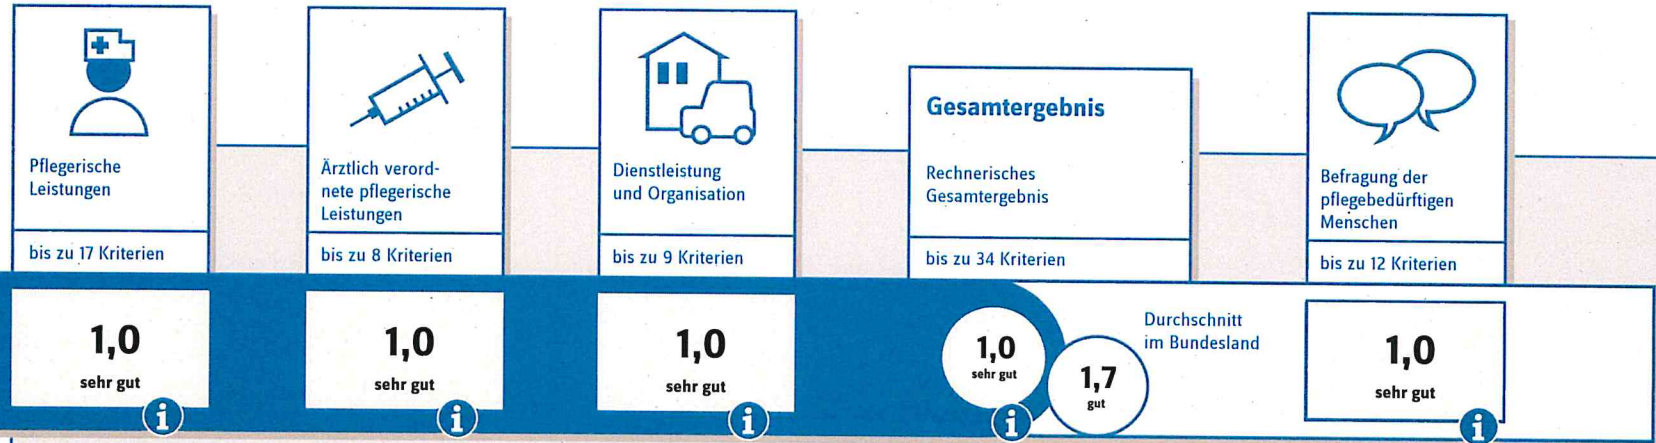 Pflegerische
Leistungen
bis zu 17 Kriterien
1,0
sehr gut
i
Ärztlich verord-
nete pflegerische
Leistungen
bis zu 8 Kriterien
1,0
sehr gut
i
Dienstleistung
und Organisation
bis zu 9 Kriterien
1,0
sehr gut
i
Gesamtergebnis
Rechnerisches
Gesamtergebnis
bis zu 34 Kriterien
1,0
sehr gut
i
1,7
gut
Durchschnitt
im Bundesland
Befragung der
pflegebedürftigen
Menschen
bis zu 12 Kriterien
1,0
sehr gut
i